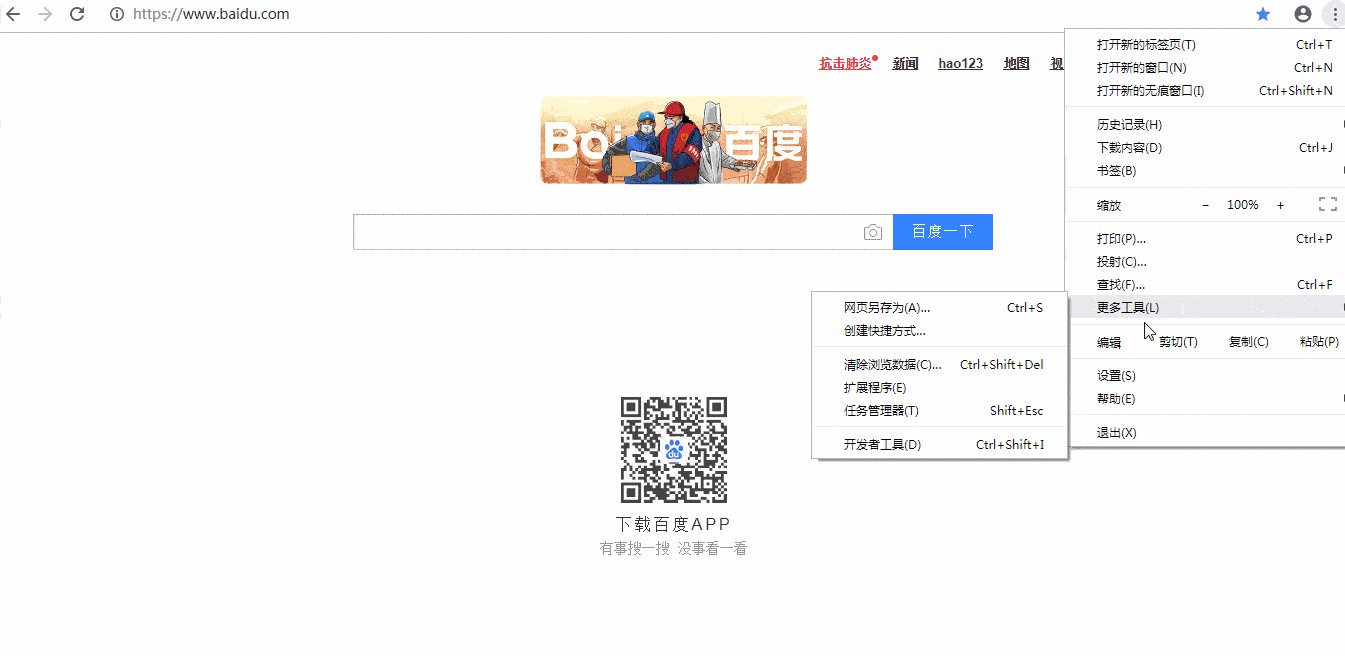 https://www.baidu.com
抗击肺炎 新闻 hao123 地图 视
Bai 百度
百度一下
打开新的标签页(T) Ctrl+T
打开新的窗口(N) Ctrl+N
打开新的无痕窗口(I) Ctrl+Shift+N
历史记录(H)
下载内容(D) Ctrl+J
书签(B)
缩放 − 100% +
打印(P)... Ctrl+P
投射(C)...
查找(F)... Ctrl+F
更多工具(L)
编辑 剪切(T) 复制(C) 粘贴(P)
设置(S)
帮助(E)
退出(X)
网页另存为(A)... Ctrl+S
创建快捷方式...
清除浏览数据(C)... Ctrl+Shift+Del
扩展程序(E)
任务管理器(T) Shift+Esc
开发者工具(D) Ctrl+Shift+I
du
下载百度APP
有事搜一搜 没事看一看